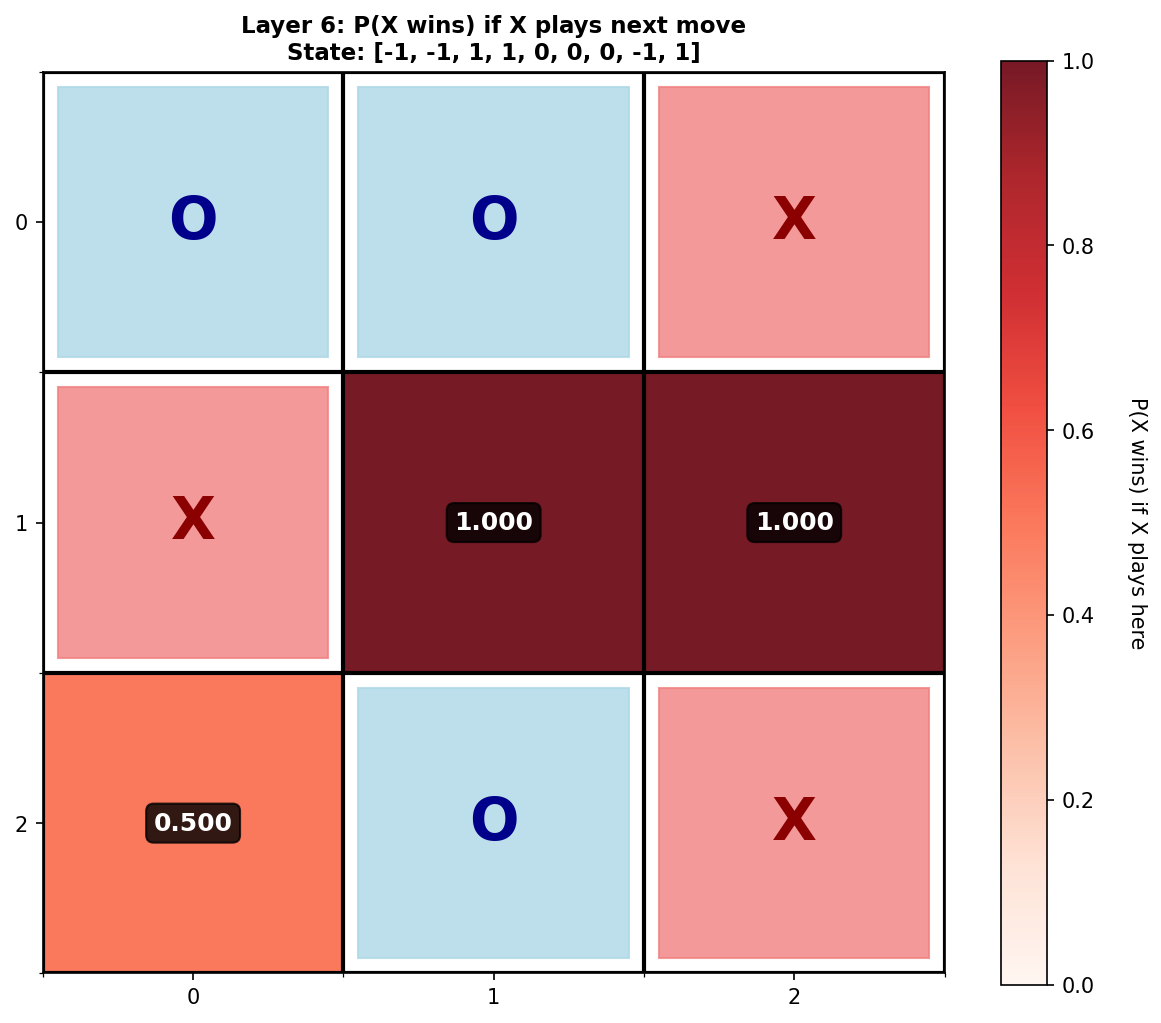 Layer 6: P(X wins) if X plays next move
State: [-1, -1, 1, 1, 0, 0, 0, -1, 1]
O O X
X 1.000 1.000
0.500 O X
0
1
2
0 1 2
1.0
0.8
0.6
0.4
0.2
0.0
P(X wins) if X plays here